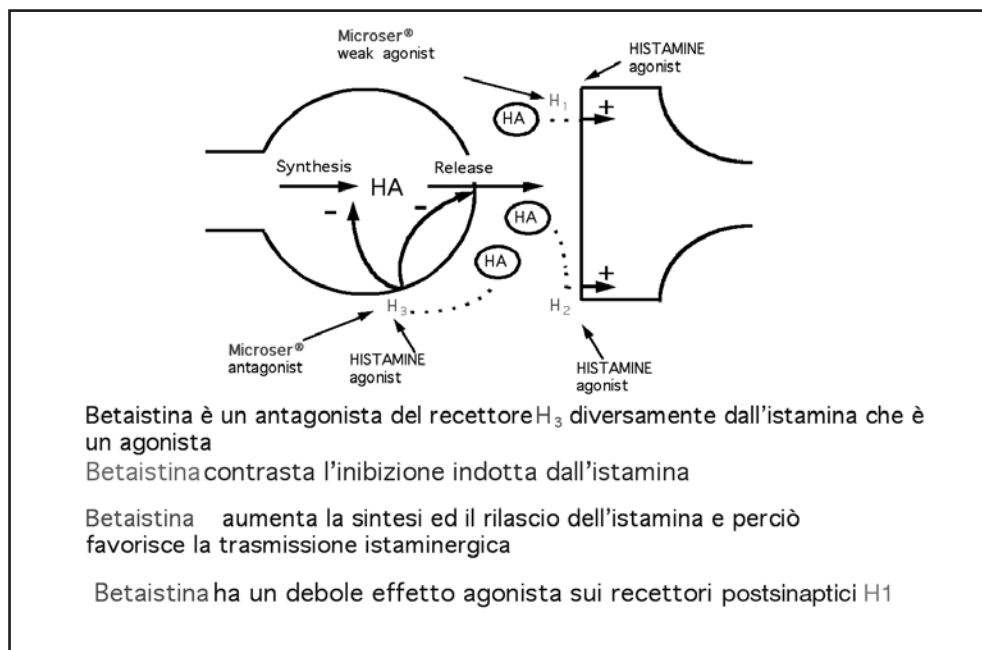 Microser®
weak agonist
HISTAMINE
agonist
H₁
HA
+
Synthesis
Release
HA
-
-
HA
HA
+
H₃
H₂
Microser®
antagonist
HISTAMINE
agonist
HISTAMINE
agonist
Betaistina è un antagonista del recettore H₃ diversamente dall'istamina che è
un agonista
Betaistina contrasta l'inibizione indotta dall'istamina
Betaistina aumenta la sintesi ed il rilascio dell'istamina e perciò
favorisce la trasmissione istaminergica
Betaistina ha un debole effetto agonista sui recettori postsinaptici H1